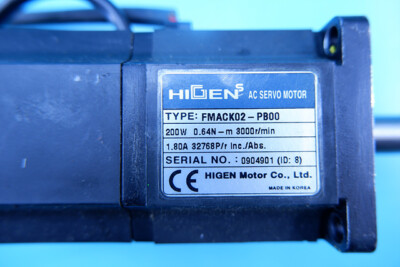 HIGEN S AC SERVO MOTOR
TYPE: FMACK02-PB00
200W 0.64N-m 3000r/min
1.80A 32768P/r Inc./Abs.
SERIAL NO.: 0904901 (ID: 8)
CE HIGEN Motor Co., Ltd.
MADE IN KOREA